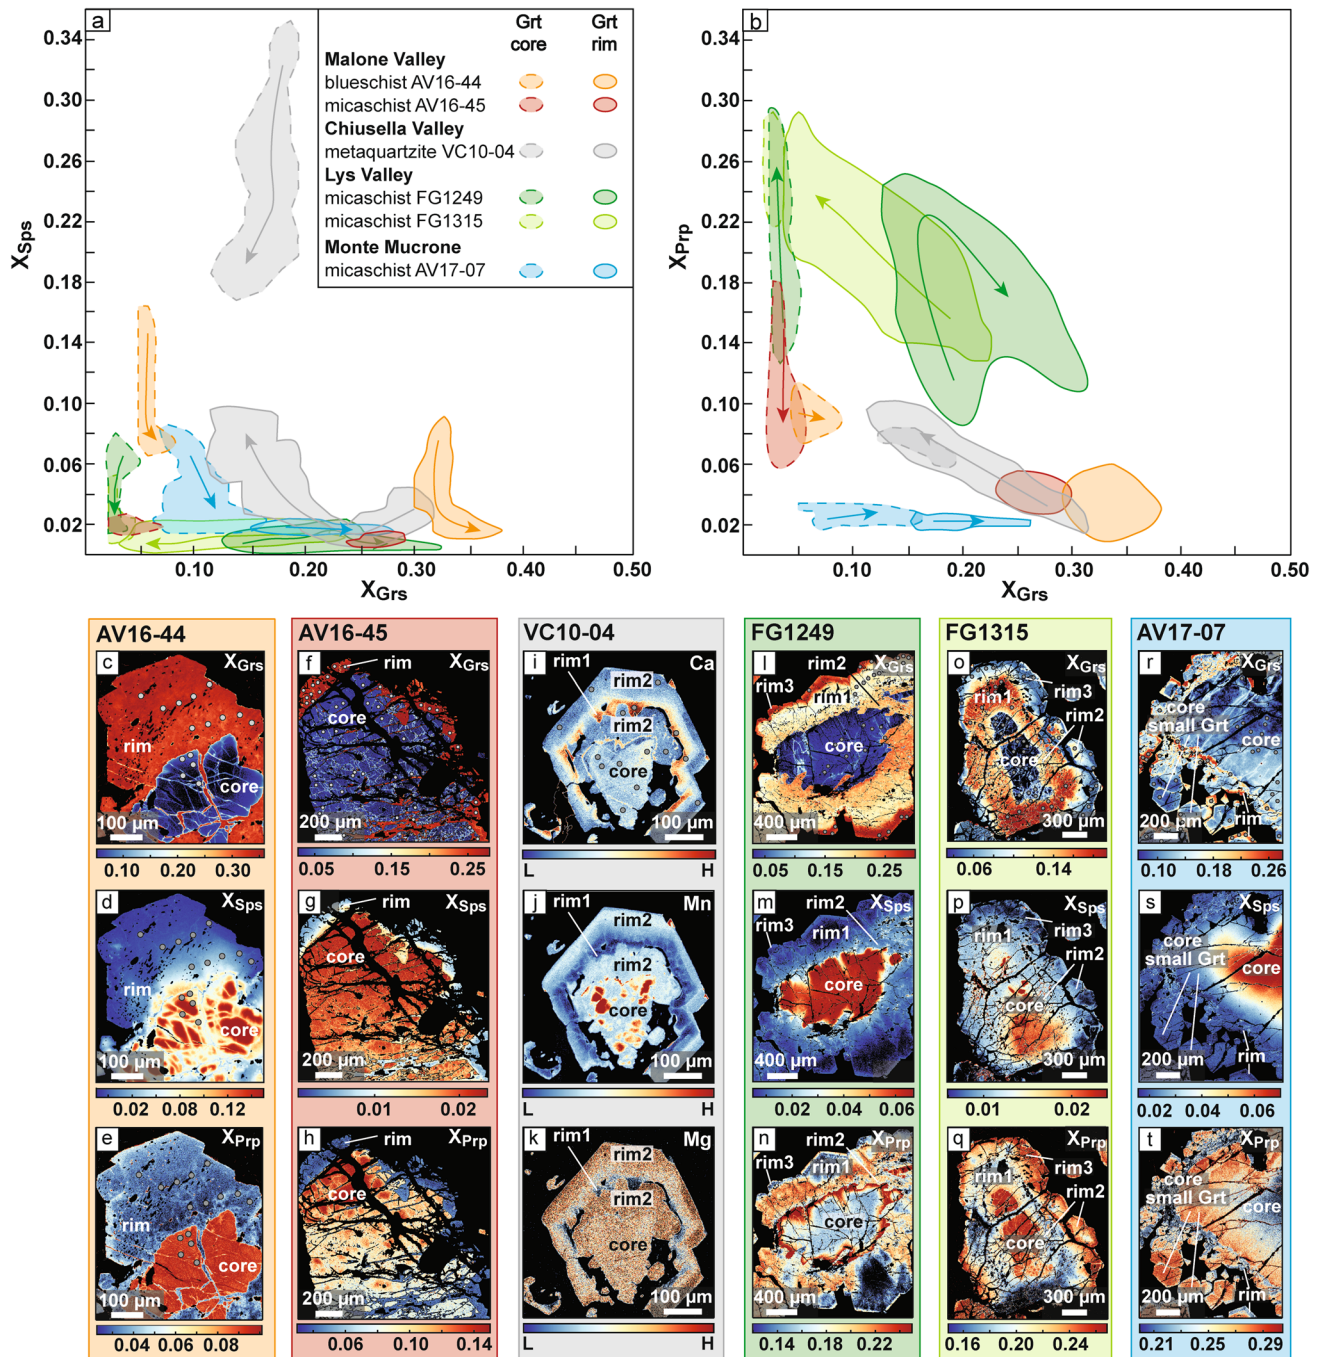 a
Grt core
Grt rim
Malone Valley
blueschist AV16-44
micaschist AV16-45
Chiusella Valley
metaquartzite VC10-04
Lys Valley
micaschist FG1249
micaschist FG1315
Monte Mucrone
micaschist AV17-07
XSps
0.34
0.30
0.26
0.22
0.18
0.14
0.10
0.06
0.02
0.10
0.20
0.30
0.40
0.50
XGrs
b
XPrp
0.34
0.30
0.26
0.22
0.18
0.14
0.10
0.06
0.02
0.10
0.20
0.30
0.40
0.50
XGrs
AV16-44
c
XGrs
rim
core
100 µm
0.10 0.20 0.30
d
XSps
rim
core
100 µm
0.02 0.08 0.12
e
XPrp
rim
core
100 µm
0.04 0.06 0.08
AV16-45
f
rim
XGrs
core
200 µm
0.05 0.15 0.25
g
rim
XSps
core
200 µm
0.01 0.02
h
rim
XPrp
core
200 µm
0.06 0.10 0.14
VC10-04
i
rim1
Ca
rim2
rim2
core
100 µm
L H
j
rim1
Mn
rim2
rim2
core
100 µm
L H
k
rim1
Mg
rim2
rim2
core
100 µm
L H
FG1249
l
rim2
XGrs
rim3
rim1
core
400 µm
0.05 0.15 0.25
m
rim2
XSps
rim1
rim3
core
400 µm
0.02 0.04 0.06
n
rim2
XPrp
rim1
rim3
core
400 µm
0.14 0.18 0.22
FG1315
o
XGrs
rim3
rim1
rim2
core
300 µm
0.06 0.14
p
XSps
rim3
rim1
rim2
core
300 µm
0.01 0.02
q
XPrp
rim3
rim1
rim2
core
300 µm
0.16 0.20 0.24
AV17-07
r
XGrs
core
small Grt
core
200 µm
rim
0.10 0.18 0.26
s
XSps
core
small Grt
core
200 µm
rim
0.02 0.04 0.06
t
XPrp
core
small Grt
core
200 µm
rim
0.21 0.25 0.29